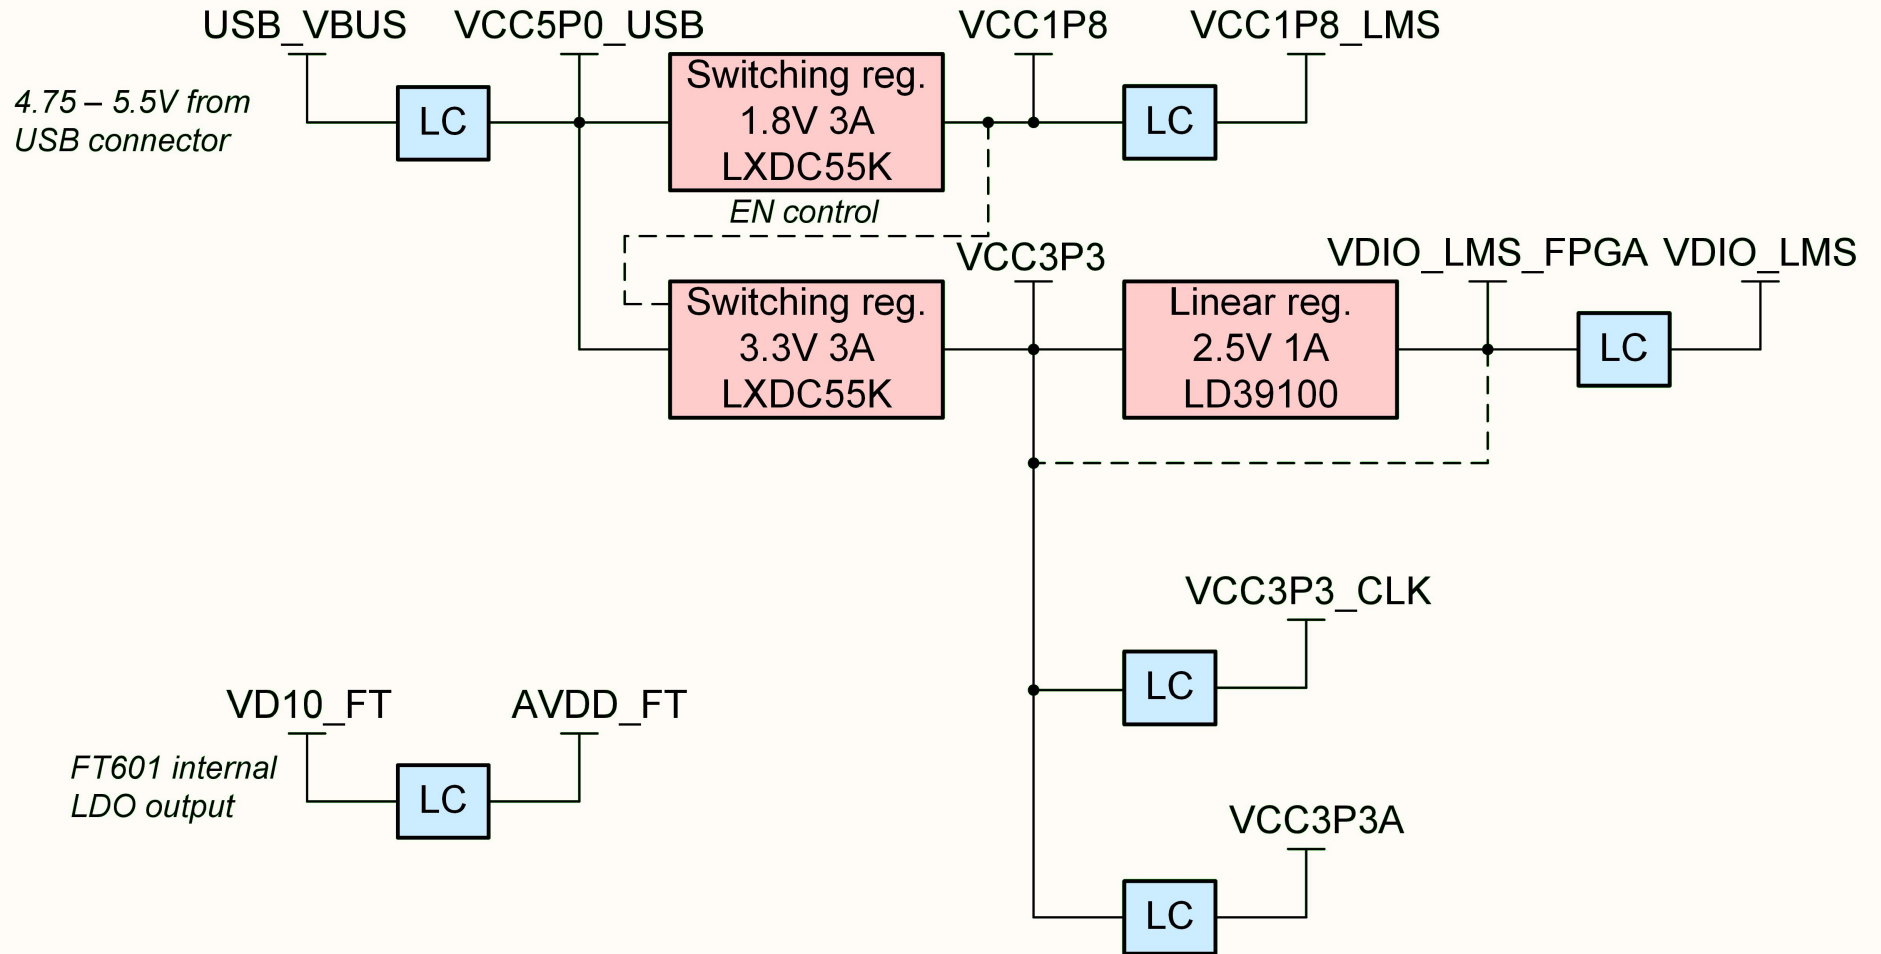 USB_VBUS
VCC5P0_USB
VCC1P8
VCC1P8_LMS
4.75 – 5.5V from
USB connector
LC
Switching reg.
1.8V 3A
LXDC55K
LC
EN control
VCC3P3
VDIO_LMS_FPGA
VDIO_LMS
Switching reg.
3.3V 3A
LXDC55K
Linear reg.
2.5V 1A
LD39100
LC
VCC3P3_CLK
LC
VD10_FT
AVDD_FT
FT601 internal
LDO output
LC
VCC3P3A
LC